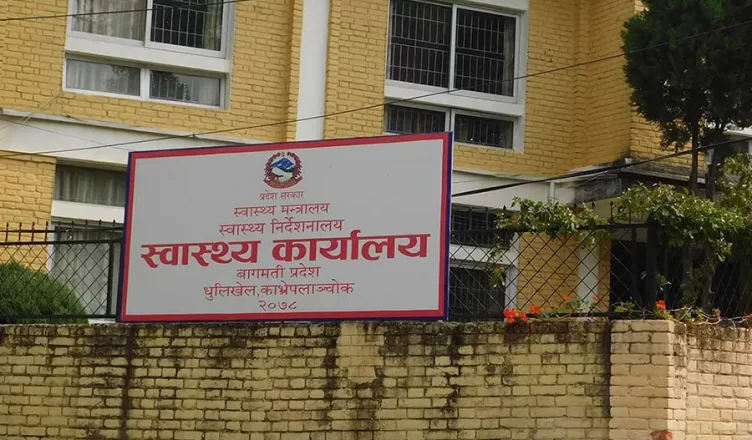 प्रदेश सरकार
स्वास्थ्य मन्त्रालय
स्वास्थ्य निर्देशनालय
स्वास्थ्य कार्यालय
बागमती प्रदेश
धुलिखेल,काभ्रेपलाञ्चोक
२०७८